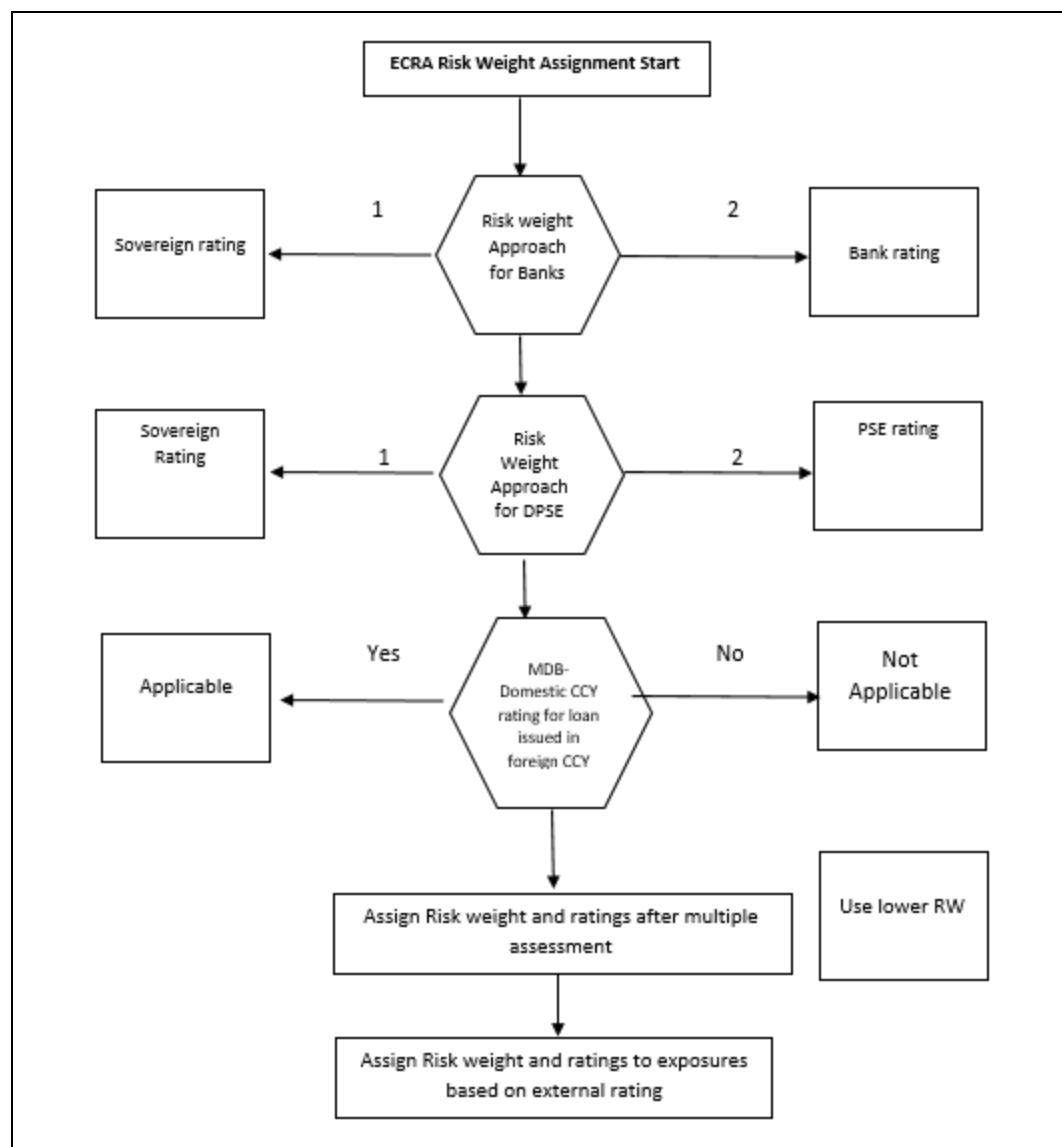 ECRA Risk Weight Assignment Start
1
2
Sovereign rating
Risk weight
Approach
for Banks
Bank rating
Sovereign
Rating
1
Risk
Weight
Approach
for DPSE
2
PSE rating
Applicable
Yes
MDB-
Domestic CCY
rating for loan
issued in
foreign CCY
No
Not
Applicable
Assign Risk weight and ratings after multiple
assessment
Use lower RW
Assign Risk weight and ratings to exposures
based on external rating